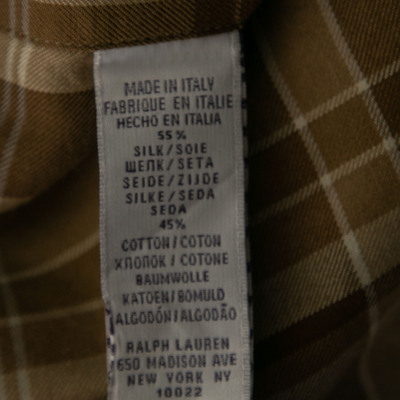 MADE IN ITALY
FABRIQUE EN ITALIE
HECHO EN ITALIA
55%
SILK/SOIE
ШЕЛК/SETA
SEIDE/ZIJDE
SILKE/SEDA
SEDA
45%
COTTON/COTON
ХЛОПОК/COTONE
BAUMWOLLE
KATOEN/BOMULD
ALGODÓN/ALGODÃO
RALPH LAUREN
650 MADISON AVE
NEW YORK NY
10022